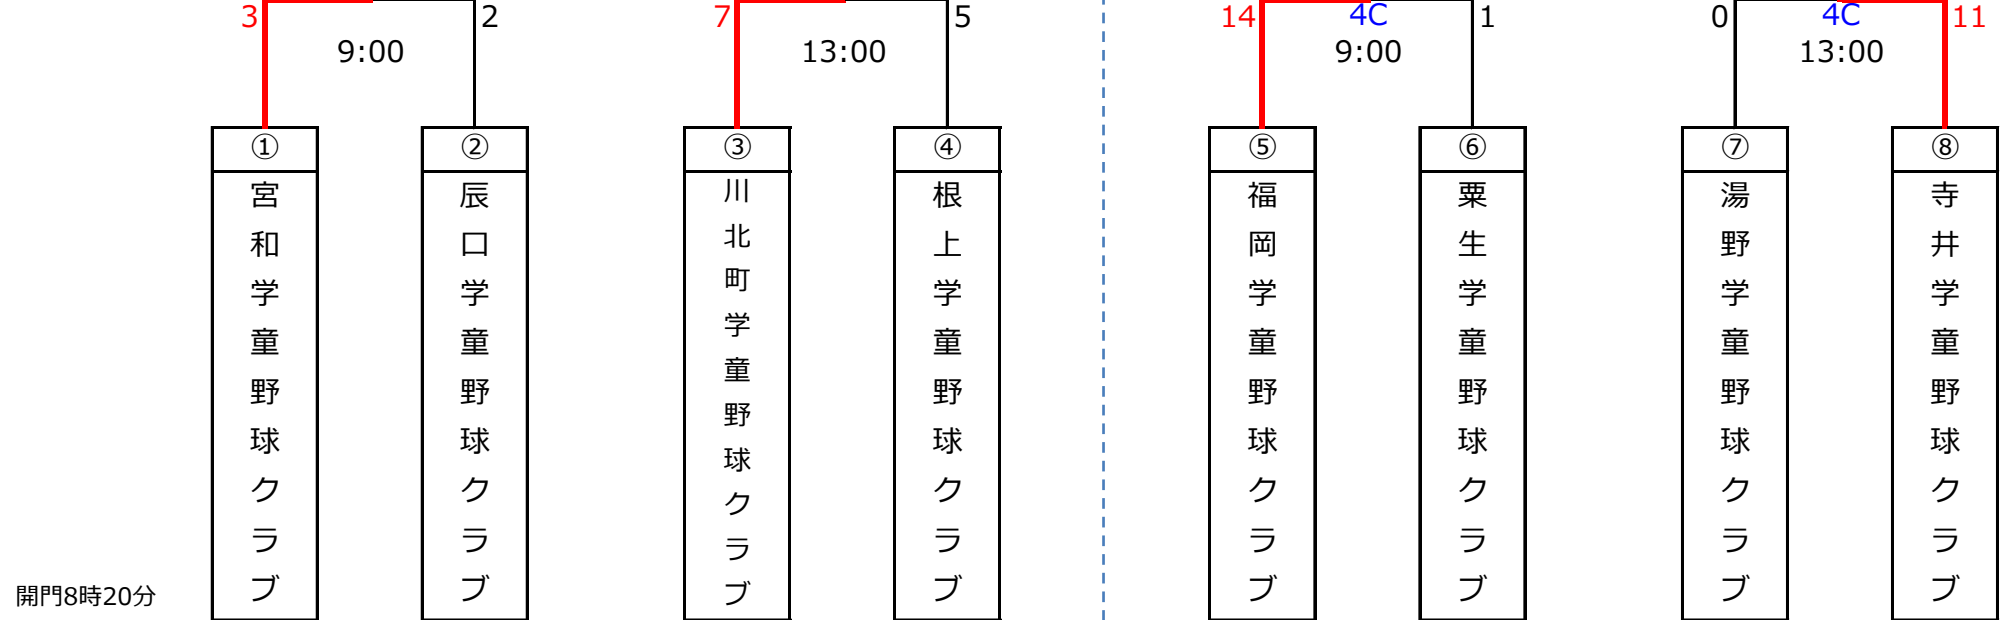 3 2 7 5 14 4C 1 0 4C 11
9:00 13:00 9:00 13:00
① ② ③ ④ ⑤ ⑥ ⑦ ⑧
宮和学童野球クラブ
辰口学童野球クラブ
川北町学童野球クラブ
根上学童野球クラブ
福岡学童野球クラブ
粟生学童野球クラブ
湯野学童野球クラブ
寺井学童野球クラブ
開門8時20分